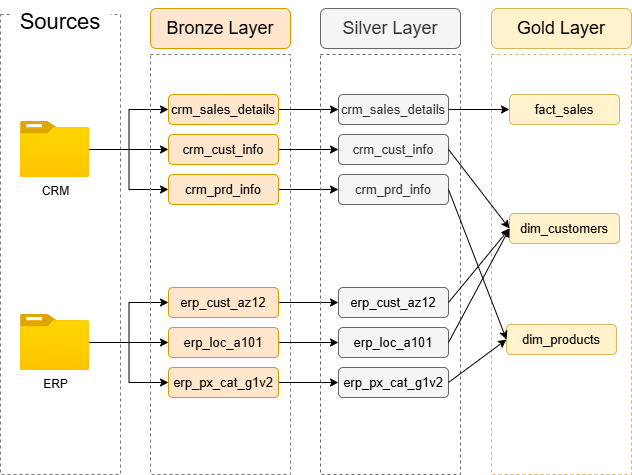 Sources
Bronze Layer
Silver Layer
Gold Layer
crm_sales_details
crm_sales_details
fact_sales
crm_cust_info
crm_cust_info
CRM
crm_prd_info
crm_prd_info
dim_customers
erp_cust_az12
erp_cust_az12
erp_loc_a101
erp_loc_a101
dim_products
ERP
erp_px_cat_g1v2
erp_px_cat_g1v2